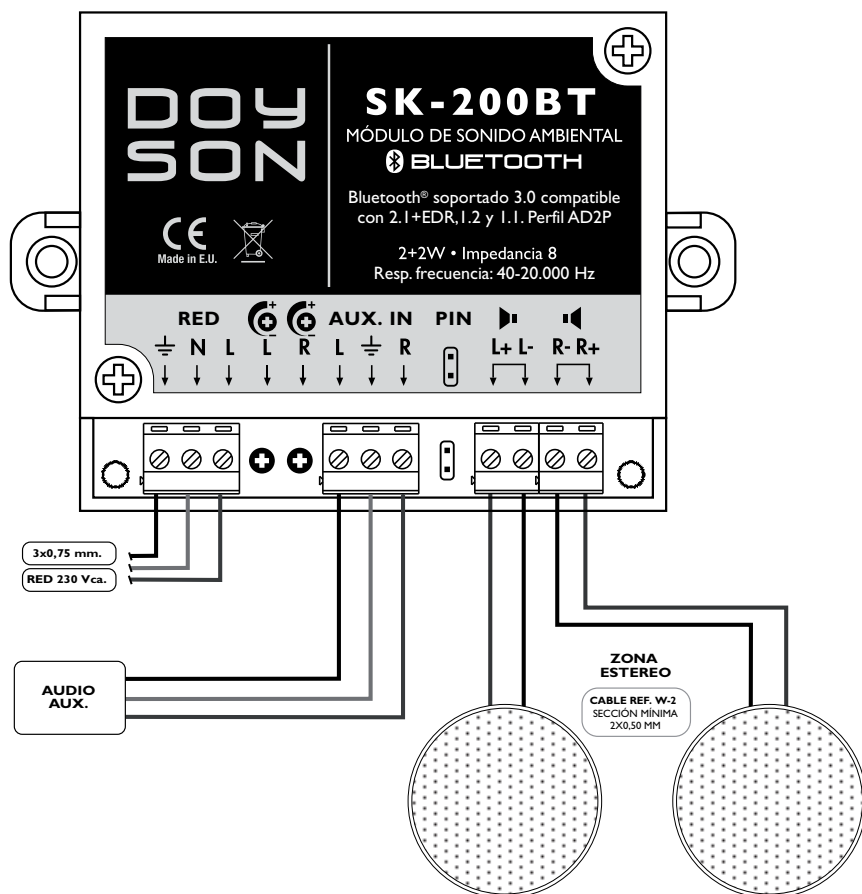 DOY
SON
CE
Made in E.U.
SK-200BT
MÓDULO DE SONIDO AMBIENTAL
BLUETOOTH
Bluetooth® soportado 3.0 compatible
con 2.1+EDR,1.2 y 1.1. Perfil AD2P
2+2W • Impedancia 8
Resp. frecuencia: 40-20.000 Hz
RED + - + - AUX. IN PIN
N L L R L R L+ L- R- R+
3x0,75 mm.
RED 230 Vca.
AUDIO
AUX.
ZONA
ESTEREO
CABLE REF. W-2
SECCIÓN MÍNIMA
2X0,50 MM